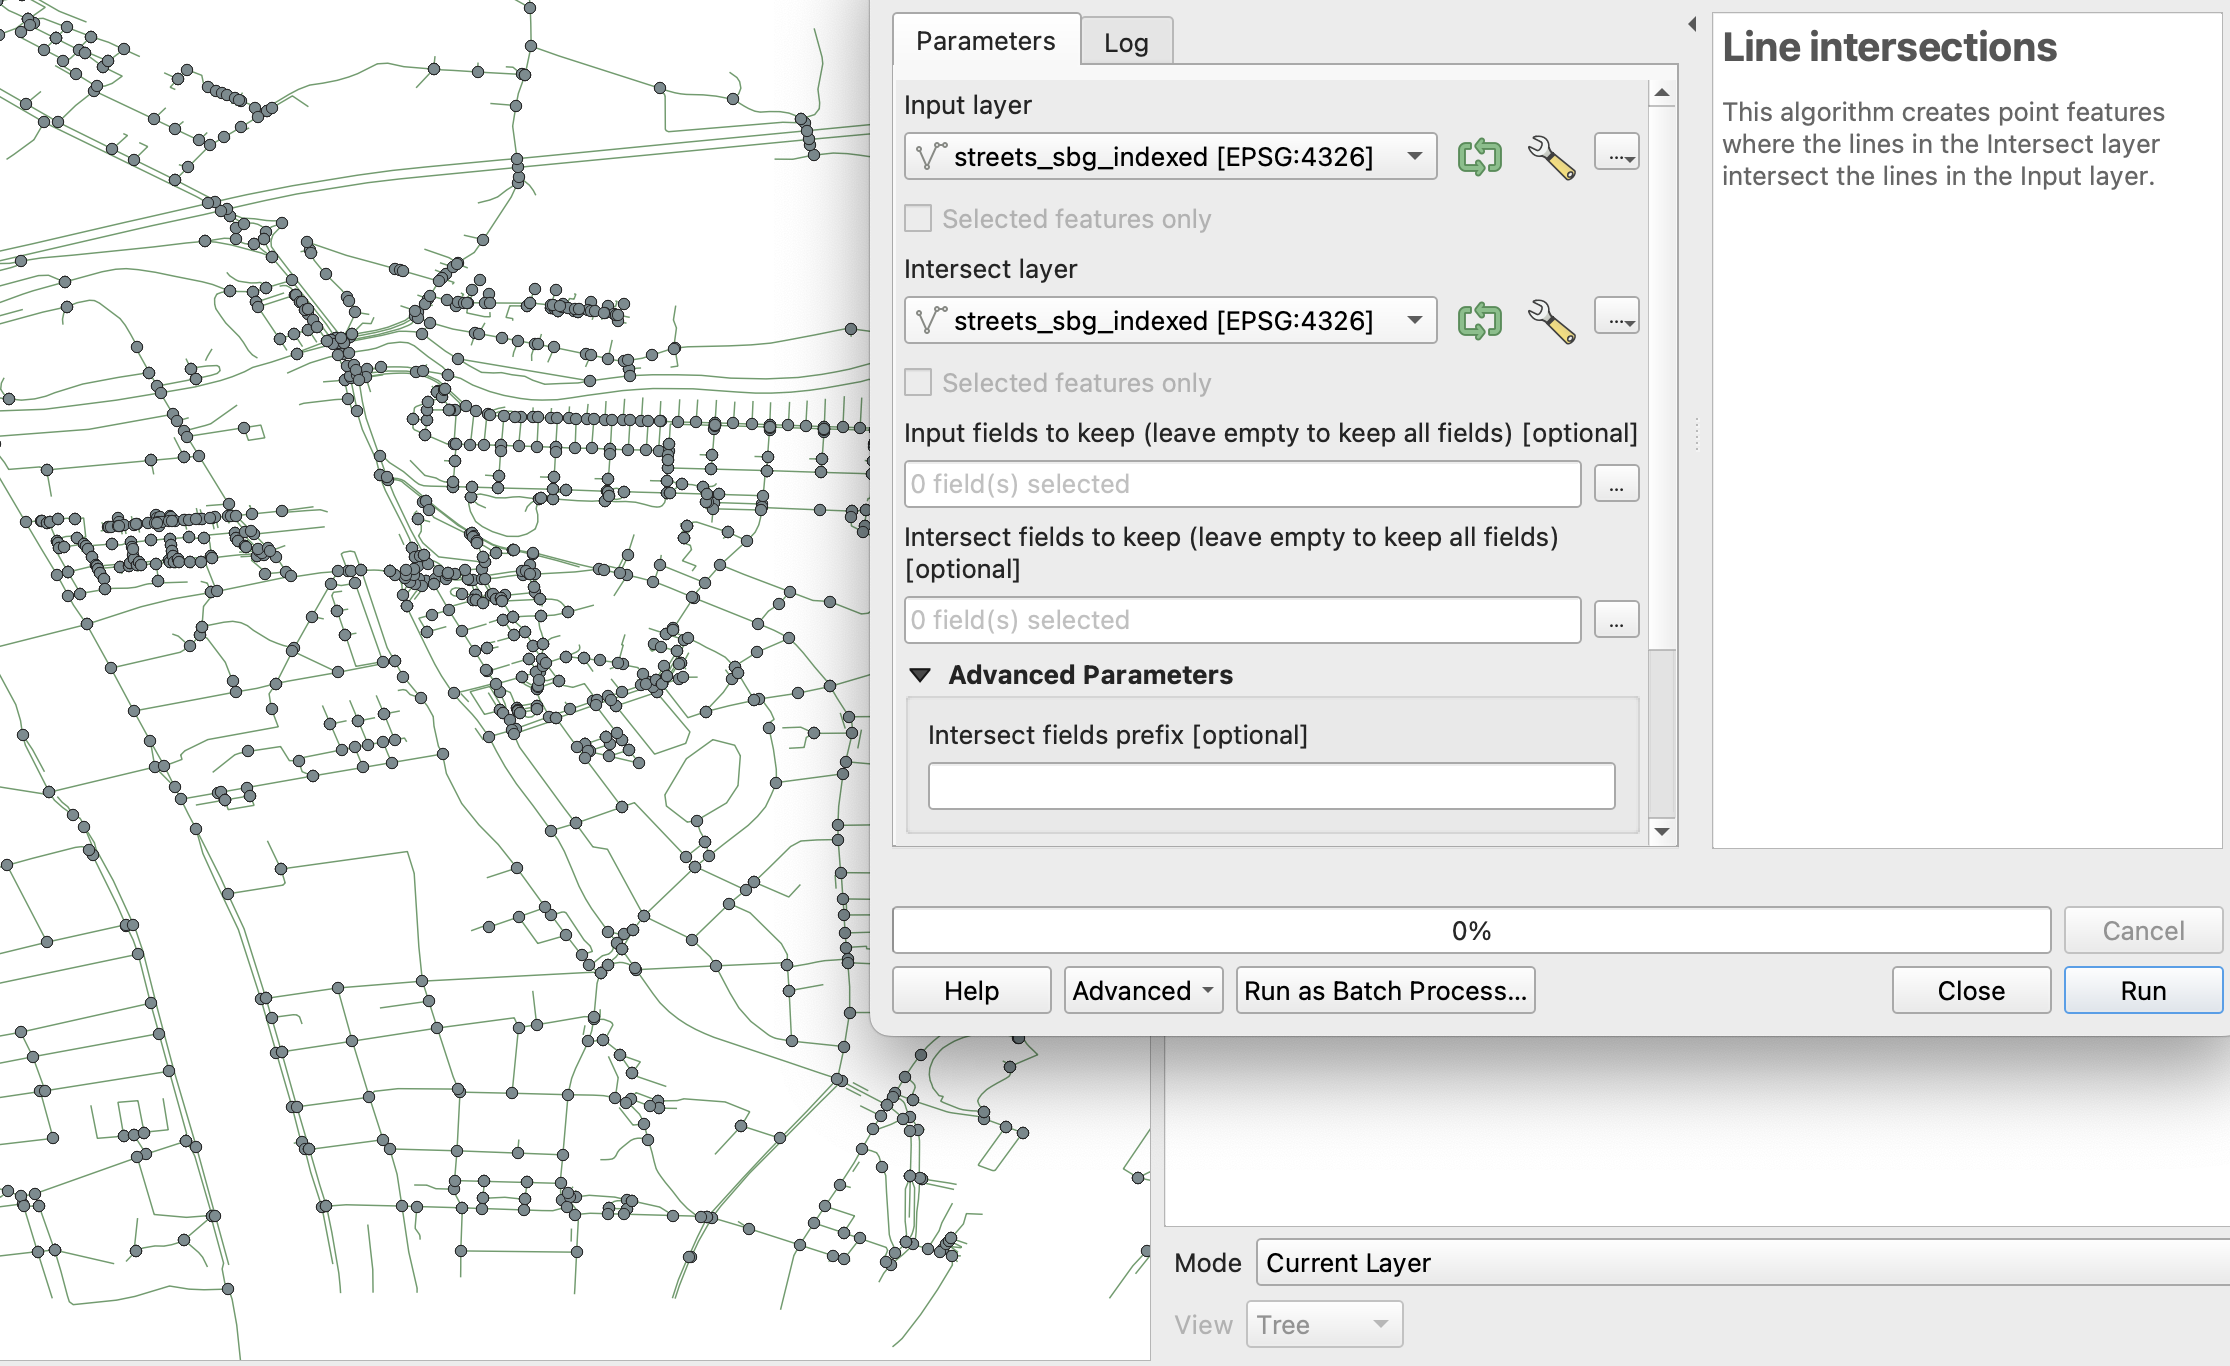 Parameters
Log
Input layer
streets_sbg_indexed [EPSG:4326]
...
Selected features only
Intersect layer
streets_sbg_indexed [EPSG:4326]
...
Selected features only
Input fields to keep (leave empty to keep all fields) [optional]
0 field(s) selected
...
Intersect fields to keep (leave empty to keep all fields)
[optional]
0 field(s) selected
...
Advanced Parameters
Intersect fields prefix [optional]
Line intersections
This algorithm creates point features
where the lines in the Intersect layer
intersect the lines in the Input layer.
0%
Cancel
Help
Advanced
Run as Batch Process...
Close
Run
Mode
Current Layer
View
Tree